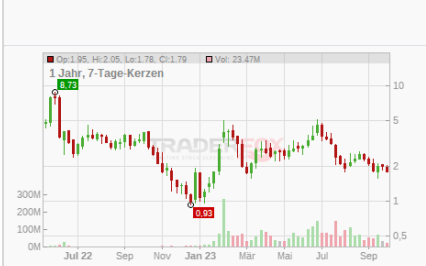 Op:1.95, Hi:2.05, Lo:1.78, Cl:1.79 Vol: 23.47M
1 Jahr, 7-Tage-Kerzen
8,73
10
5
TRADER FOX
2
300M
200M
100M
0M
0,93
1
0,5
Jul 22 Sep Nov Jan 23 Mär Mai Jul Sep